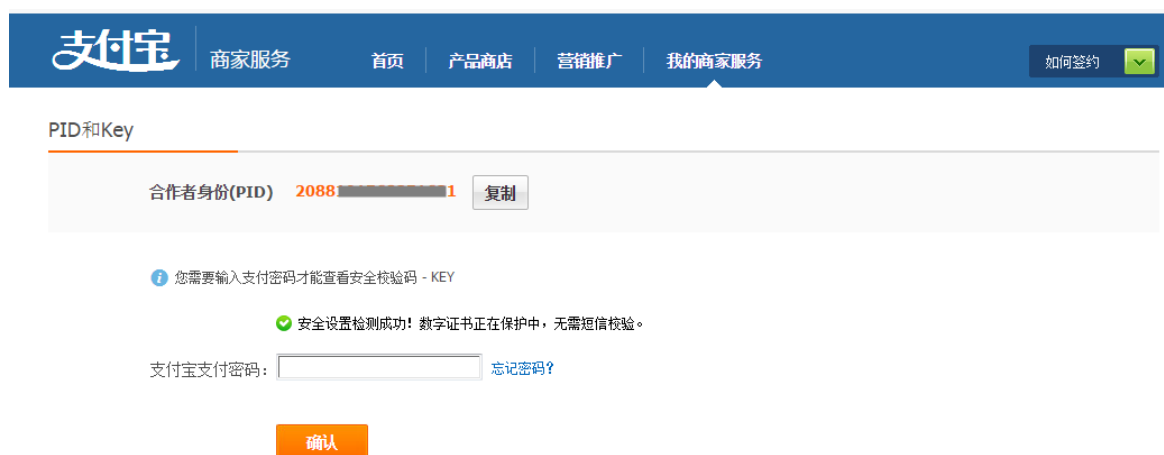 支付宝 商家服务 首页 产品商店 营销推广 我的商家服务 如何签约
PID和Key
合作者身份(PID) 2088 1 复制
您需要输入支付密码才能查看安全校验码 - KEY
安全设置检测成功！数字证书正在保护中，无需短信校验。
支付宝支付密码： 忘记密码?
确认